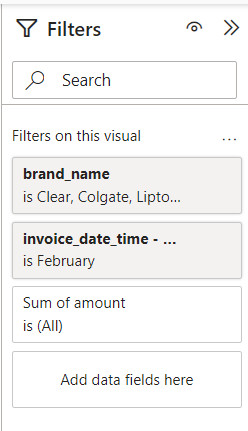 Filters
Search
Filters on this visual
...
brand_name
is Clear, Colgate, Lipto...
invoice_date_time - ...
is February
Sum of amount
is (All)
Add data fields here